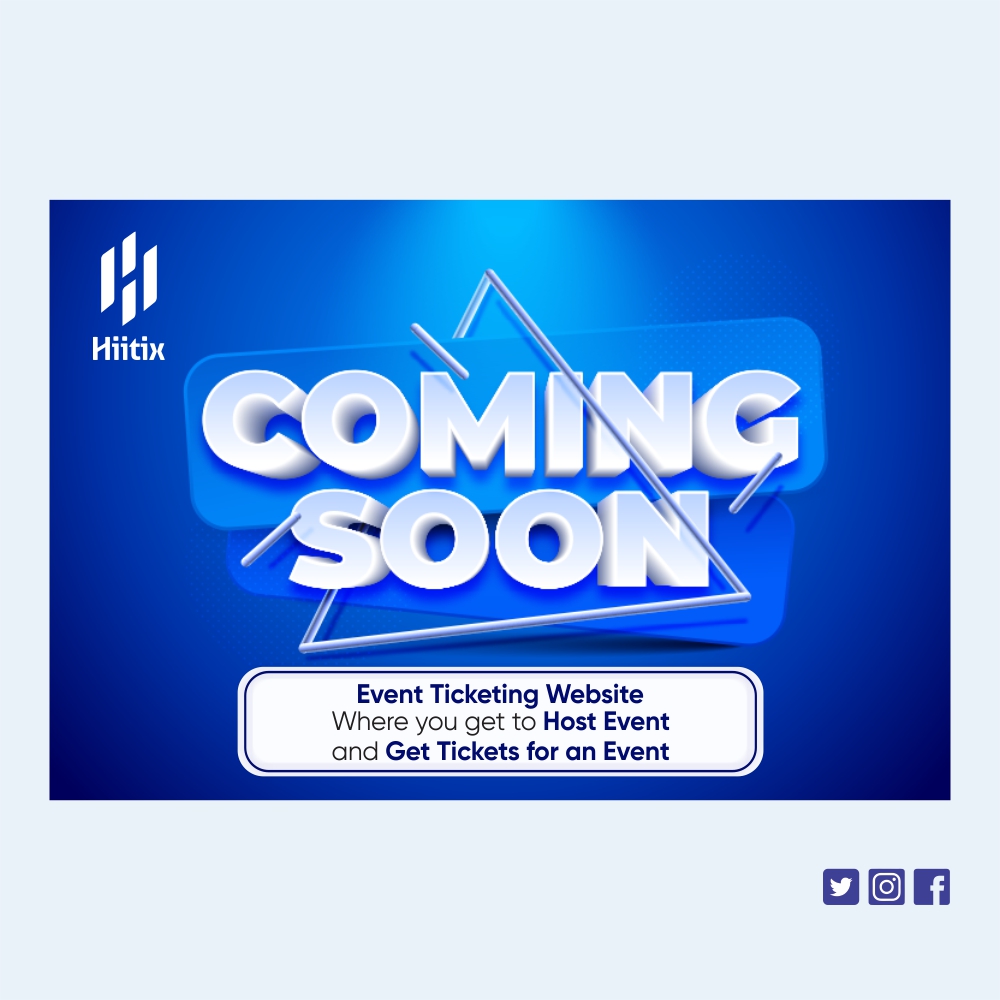 Hiitix
COMING
SOON
Event Ticketing Website
Where you get to Host Event
and Get Tickets for an Event